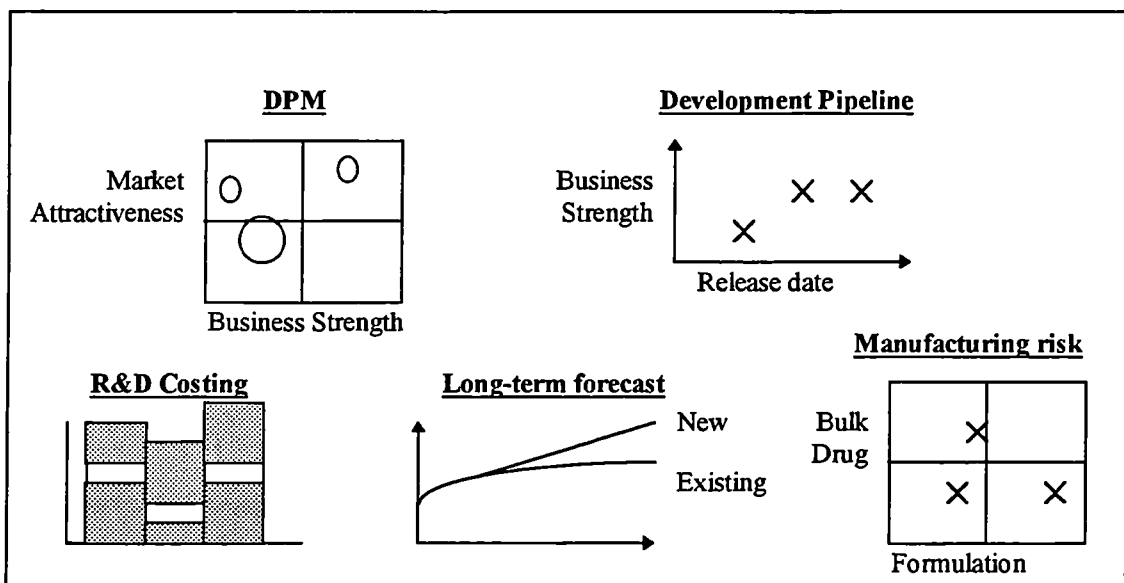 DPM
Market
Attractiveness
Business Strength
Development Pipeline
Business
Strength
Release date
R&D Costing
Long-term forecast
New
Existing
Manufacturing risk
Bulk
Drug
Formulation